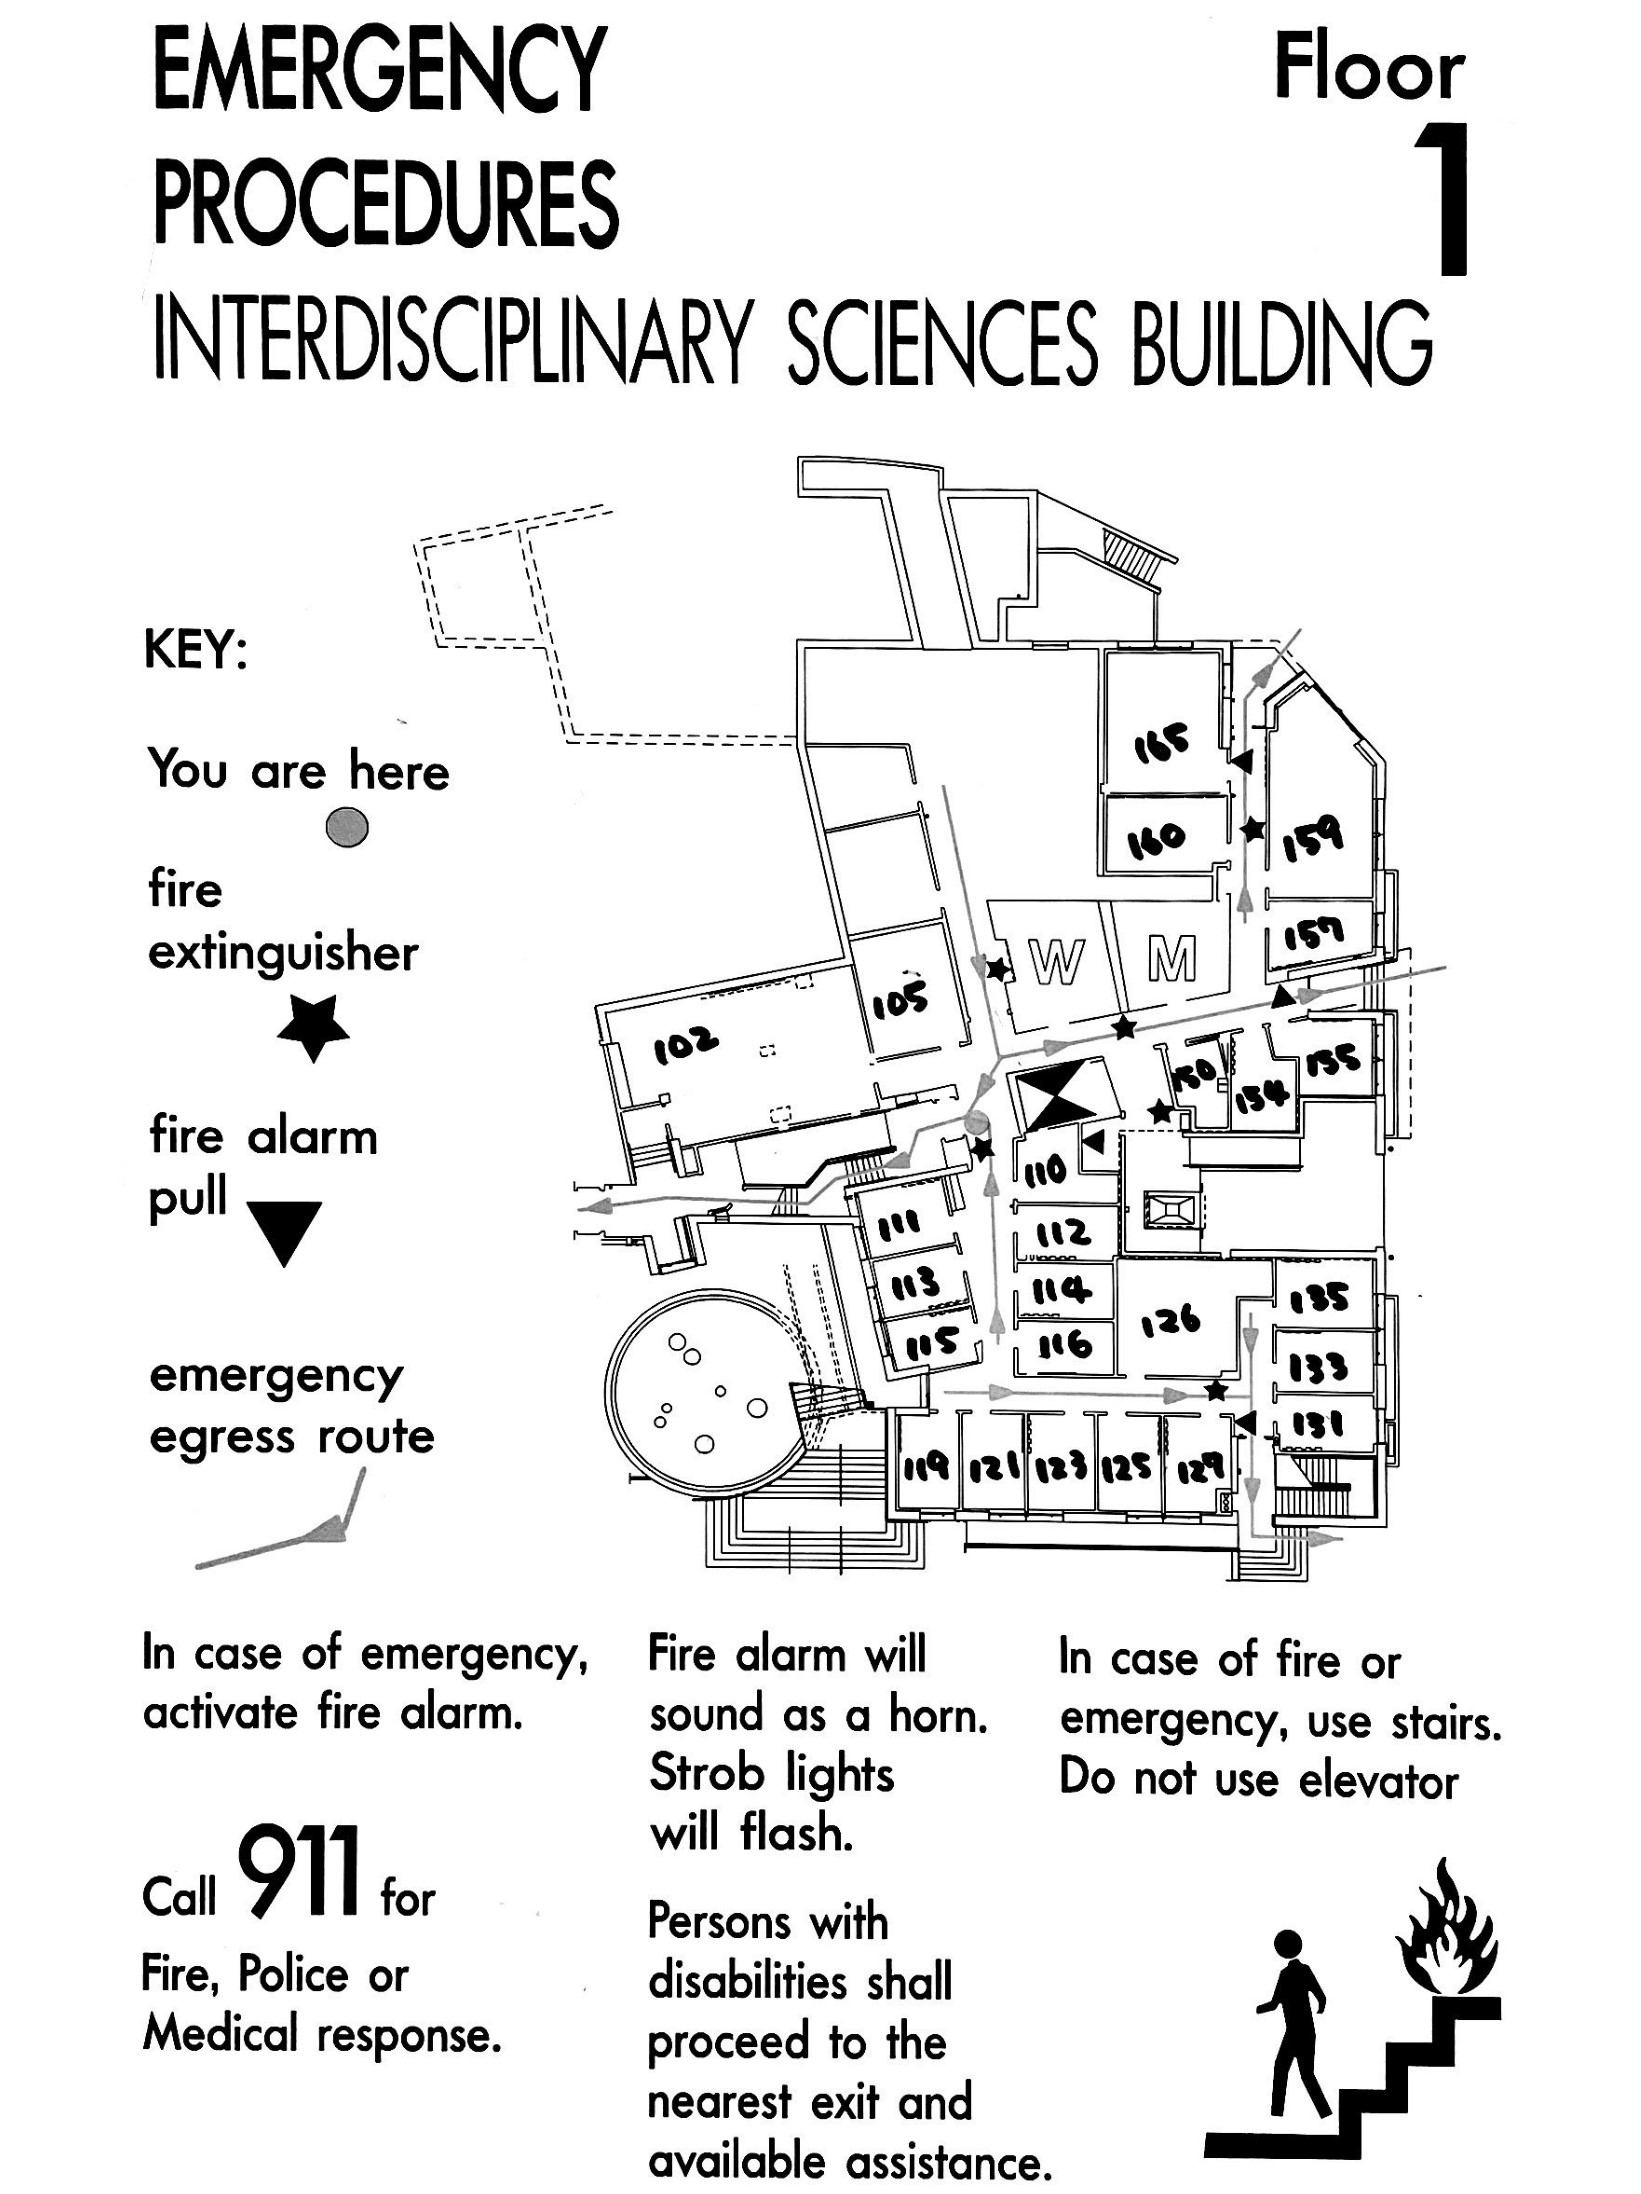 EMERGENCY
PROCEDURES
INTERDISCIPLINARY SCIENCES BUILDING
Floor
1
KEY:
You are here
fire
extinguisher
fire alarm
pull
emergency
egress route
165
160
159
157
W
M
105
102
150
154
155
110
111
112
113
114
115
116
126
135
133
131
119
121
123
125
129
In case of emergency,
activate fire alarm.
Call 911 for
Fire, Police or
Medical response.
Fire alarm will
sound as a horn.
Strob lights
will flash.
Persons with
disabilities shall
proceed to the
nearest exit and
available assistance.
In case of fire or
emergency, use stairs.
Do not use elevator